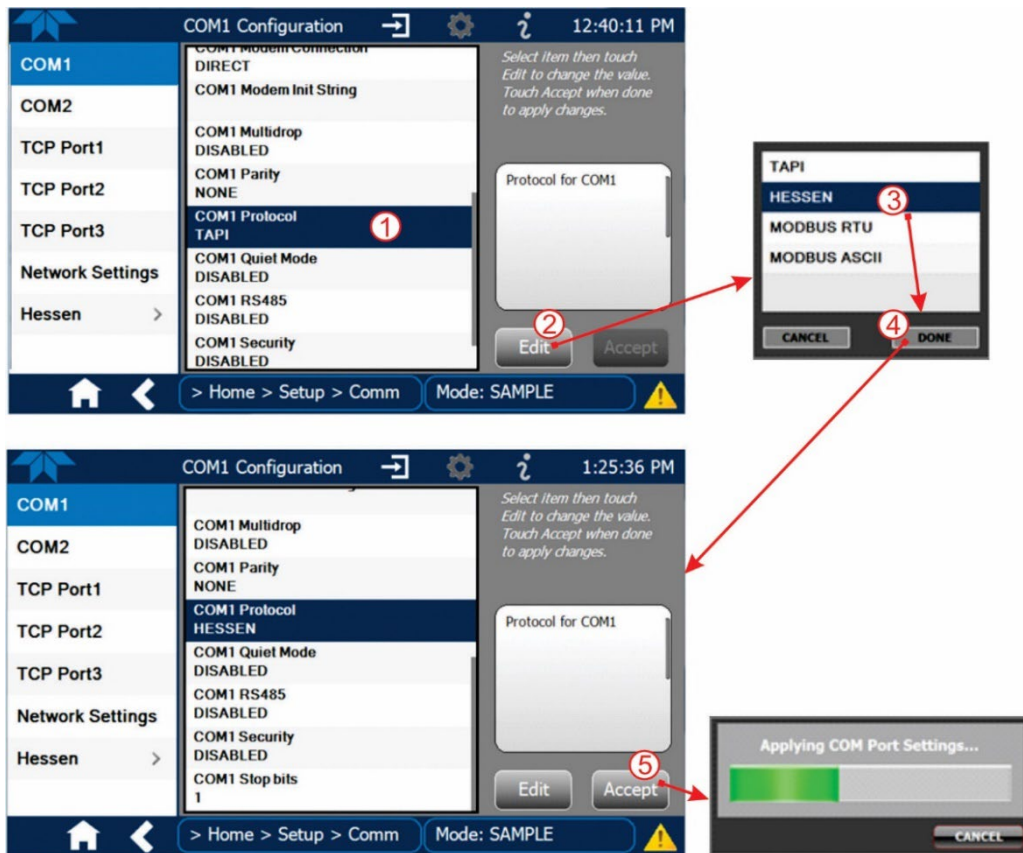 COM1 Configuration
12:40:11 PM
COM1
COM2
TCP Port1
TCP Port2
TCP Port3
Network Settings
Hessen >
COM1 Modem Connection
DIRECT
COM1 Modem Init String
COM1 Multidrop
DISABLED
COM1 Parity
NONE
COM1 Protocol
TAPI
1
COM1 Quiet Mode
DISABLED
COM1 RS485
DISABLED
COM1 Security
DISABLED
Select item then touch
Edit to change the value.
Touch Accept when done
to apply changes.
Protocol for COM1
2
Edit
Accept
> Home > Setup > Comm
Mode: SAMPLE
TAPI
HESSEN
3
MODBUS RTU
MODBUS ASCII
4
CANCEL
DONE
COM1 Configuration
1:25:36 PM
COM1
COM2
TCP Port1
TCP Port2
TCP Port3
Network Settings
Hessen >
COM1 Multidrop
DISABLED
COM1 Parity
NONE
COM1 Protocol
HESSEN
COM1 Quiet Mode
DISABLED
COM1 RS485
DISABLED
COM1 Security
DISABLED
COM1 Stop bits
1
Select item then touch
Edit to change the value.
Touch Accept when done
to apply changes.
Protocol for COM1
5
Edit
Accept
> Home > Setup > Comm
Mode: SAMPLE
Applying COM Port Settings...
CANCEL